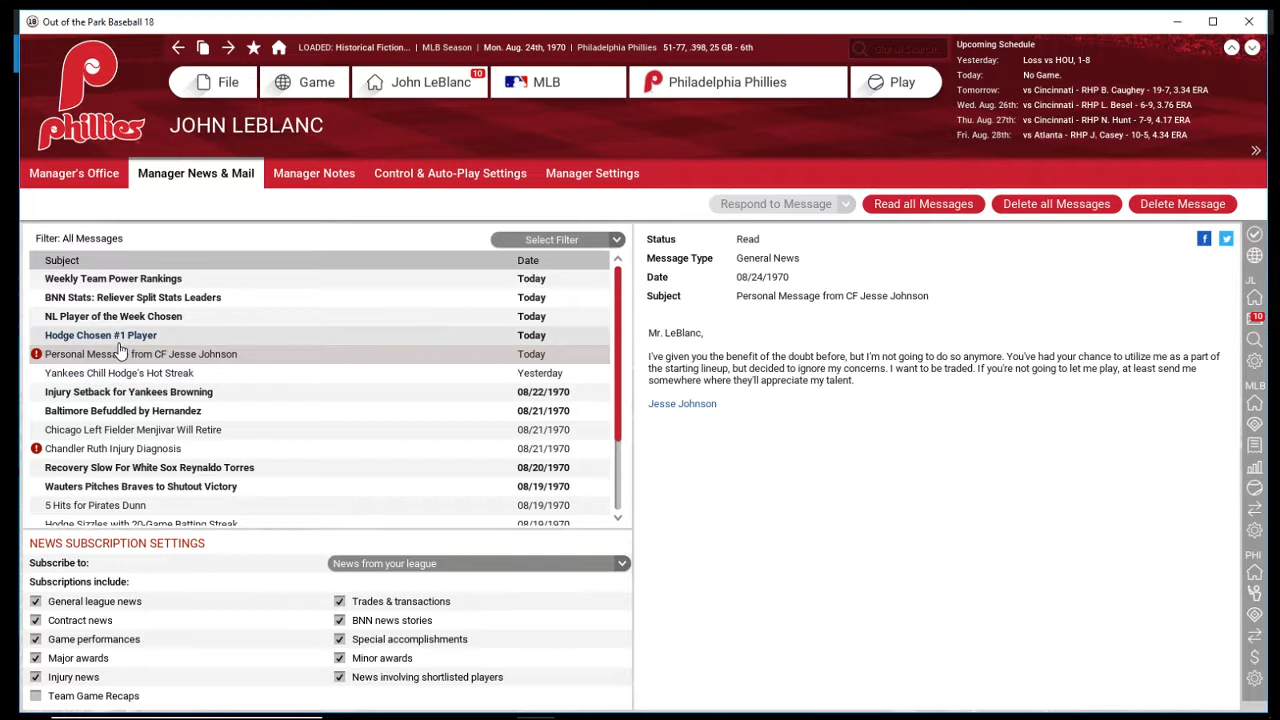 Out of the Park Baseball 18
LOADED: Historical Fiction... MLB Season Mon. Aug. 24th, 1970 Philadelphia Phillies 51-77, .398, 25 GB - 6th
Global Search...
File Game John LeBlanc 10 MLB Philadelphia Phillies Play
phillies
JOHN LEBLANC
Upcoming Schedule
Yesterday: Loss vs HOU, 1-8
Today: No Game.
Tomorrow: vs Cincinnati - RHP B. Caughey - 19-7, 3.34 ERA
Wed. Aug. 26th: vs Cincinnati - RHP L. Besel - 6-9, 3.76 ERA
Thu. Aug. 27th: vs Cincinnati - RHP N. Hunt - 7-9, 4.17 ERA
Fri. Aug. 28th: vs Atlanta - RHP J. Casey - 10-5, 4.34 ERA
Manager's Office Manager News & Mail Manager Notes Control & Auto-Play Settings Manager Settings
Respond to Message Read all Messages Delete all Messages Delete Message
Filter: All Messages Select Filter
Subject Date
Weekly Team Power Rankings Today
BNN Stats: Reliever Split Stats Leaders Today
NL Player of the Week Chosen Today
Hodge Chosen #1 Player Today
Personal Mess from CF Jesse Johnson Today
Yankees Chill Hodge's Hot Streak Yesterday
Injury Setback for Yankees Browning 08/22/1970
Baltimore Befuddled by Hernandez 08/21/1970
Chicago Left Fielder Menjivar Will Retire 08/21/1970
Chandler Ruth Injury Diagnosis 08/21/1970
Recovery Slow For White Sox Reynaldo Torres 08/20/1970
Wauters Pitches Braves to Shutout Victory 08/19/1970
5 Hits for Pirates Dunn 08/19/1970
Hodge Sizzles with 20-Game Batting Streak 08/19/1970
Status Read
Message Type General News
Date 08/24/1970
Subject Personal Message from CF Jesse Johnson
Mr. LeBlanc,
I've given you the benefit of the doubt before, but I'm not going to do so anymore. You've had your chance to utilize me as a part of
the starting lineup, but decided to ignore my concerns. I want to be traded. If you're not going to let me play, at least send me
somewhere where they'll appreciate my talent.
Jesse Johnson
NEWS SUBSCRIPTION SETTINGS
Subscribe to: News from your league
Subscriptions include:
General league news Trades & transactions
Contract news BNN news stories
Game performances Special accomplishments
Major awards Minor awards
Injury news News involving shortlisted players
Team Game Recaps
JL
10
MLB
PHI